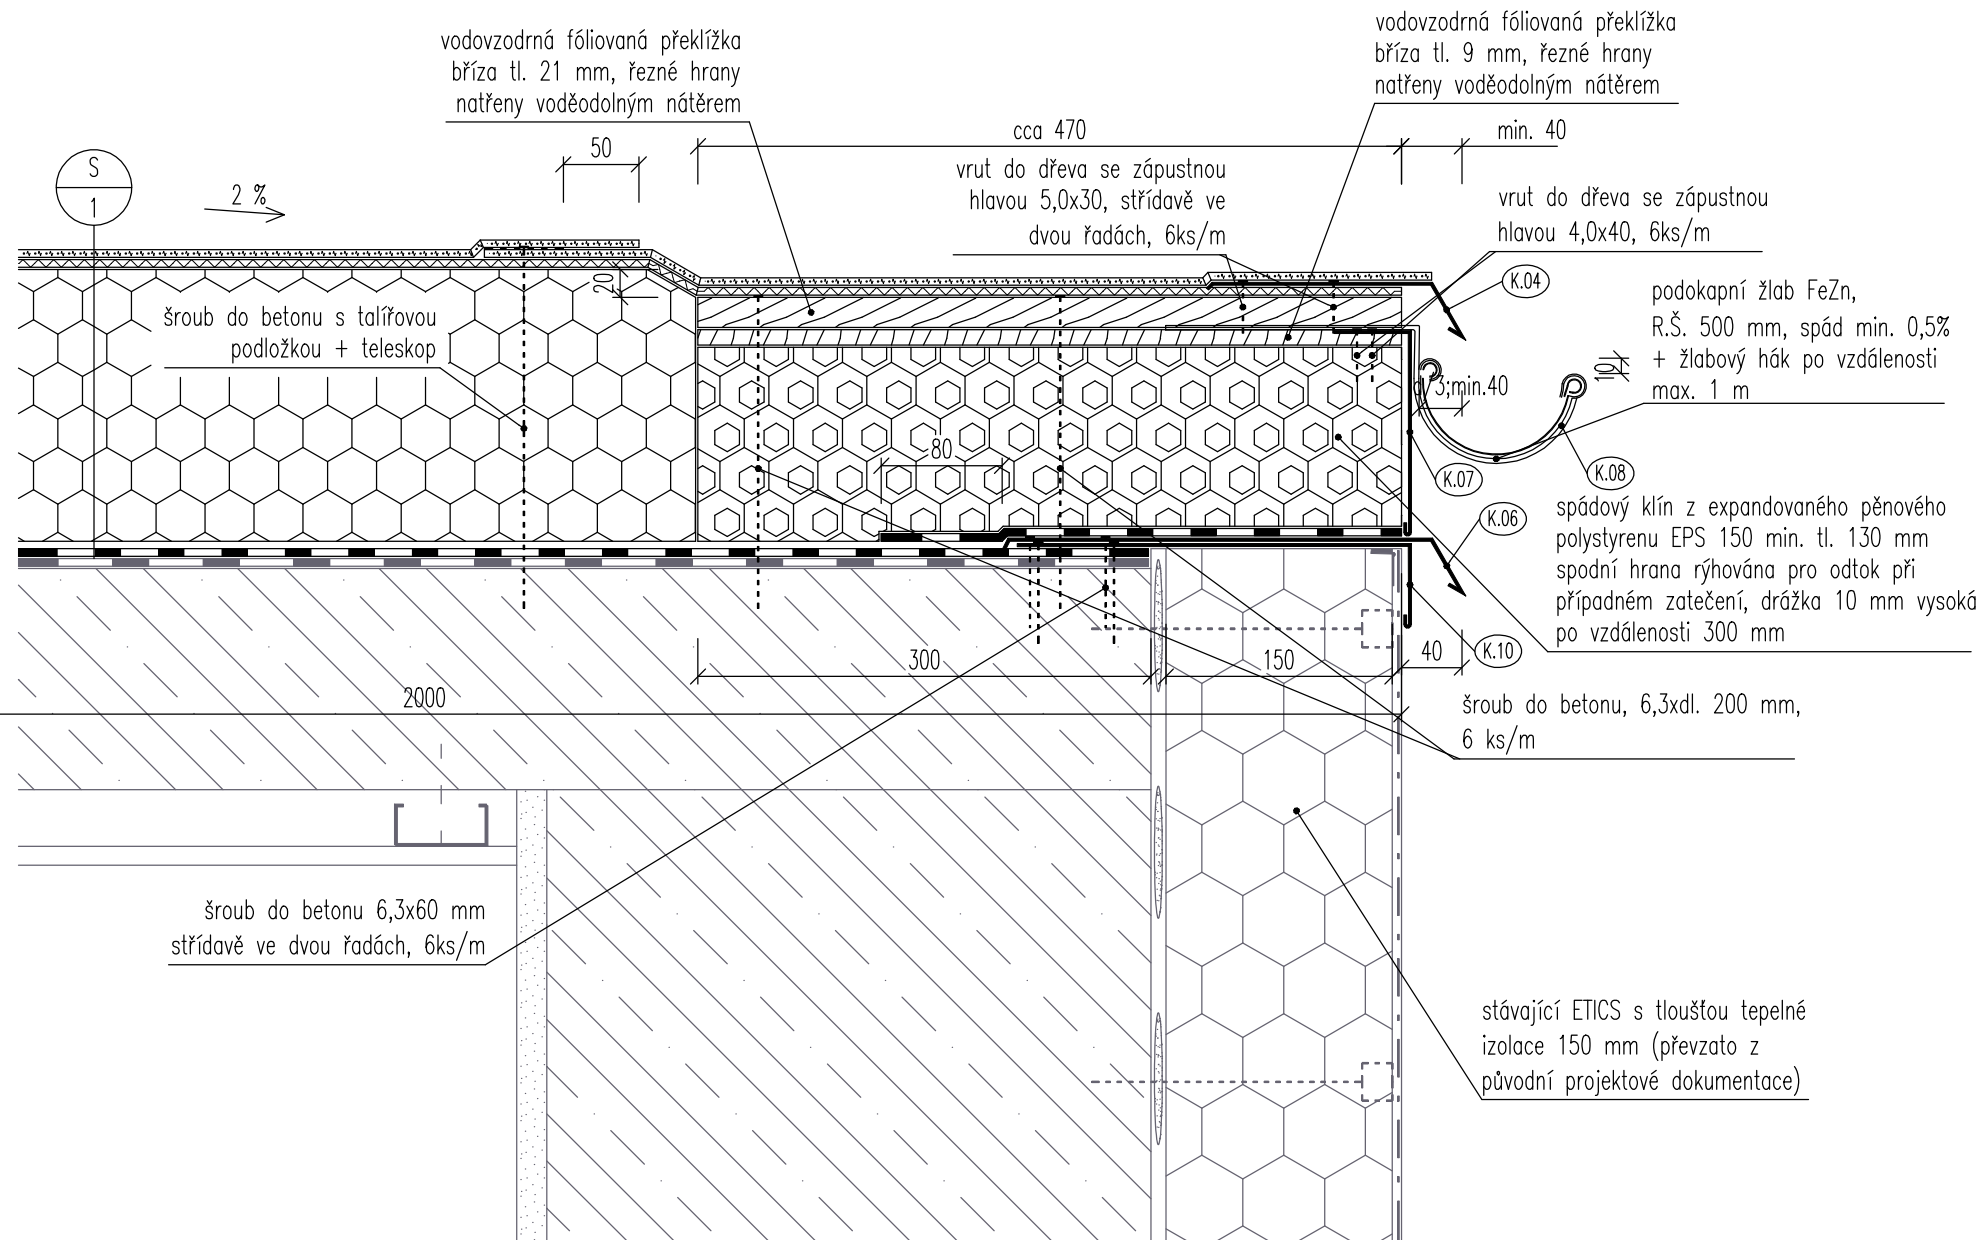 vodovzodrná fóliovaná překlížka
bříza tl. 21 mm, řezné hrany
natřeny voděodolným nátěrem
vodovzodrná fóliovaná překlížka
bříza tl. 9 mm, řezné hrany
natřeny voděodolným nátěrem
cca 470
min. 40
50
S
1
2 %
vrut do dřeva se zápustnou
hlavou 5,0x30, střídavě ve
dvou řadách, 6ks/m
vrut do dřeva se zápustnou
hlavou 4,0x40, 6ks/m
K.04
20
podokapní žlab FeZn,
R.Š. 500 mm, spád min. 0,5%
+ žlabový hák po vzdálenosti
max. 1 m
šroub do betonu s talířovou
podložkou + teleskop
10
3;min.40
80
K.07
K.08
K.06
spádový klín z expandovaného pěnového
polystyrenu EPS 150 min. tl. 130 mm
spodní hrana rýhována pro odtok při
případném zatečení, drážka 10 mm vysoká
po vzdálenosti 300 mm
K.10
300
150
40
2000
šroub do betonu, 6,3xdl. 200 mm,
6 ks/m
šroub do betonu 6,3x60 mm
střídavě ve dvou řadách, 6ks/m
stávající ETICS s tloušťou tepelné
izolace 150 mm (převzato z
původní projektové dokumentace)